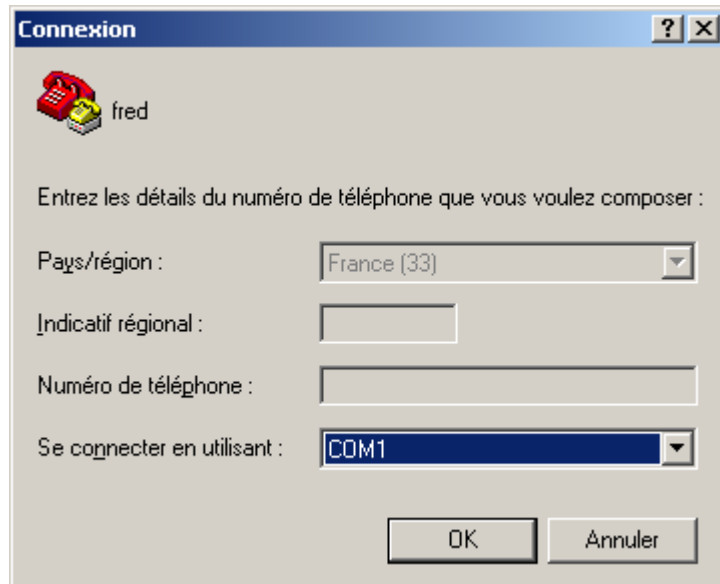 Connexion
fred
Entrez les détails du numéro de téléphone que vous voulez composer :
Pays/région : France (33)
Indicatif régional :
Numéro de téléphone :
Se connecter en utilisant : COM1
OK Annuler